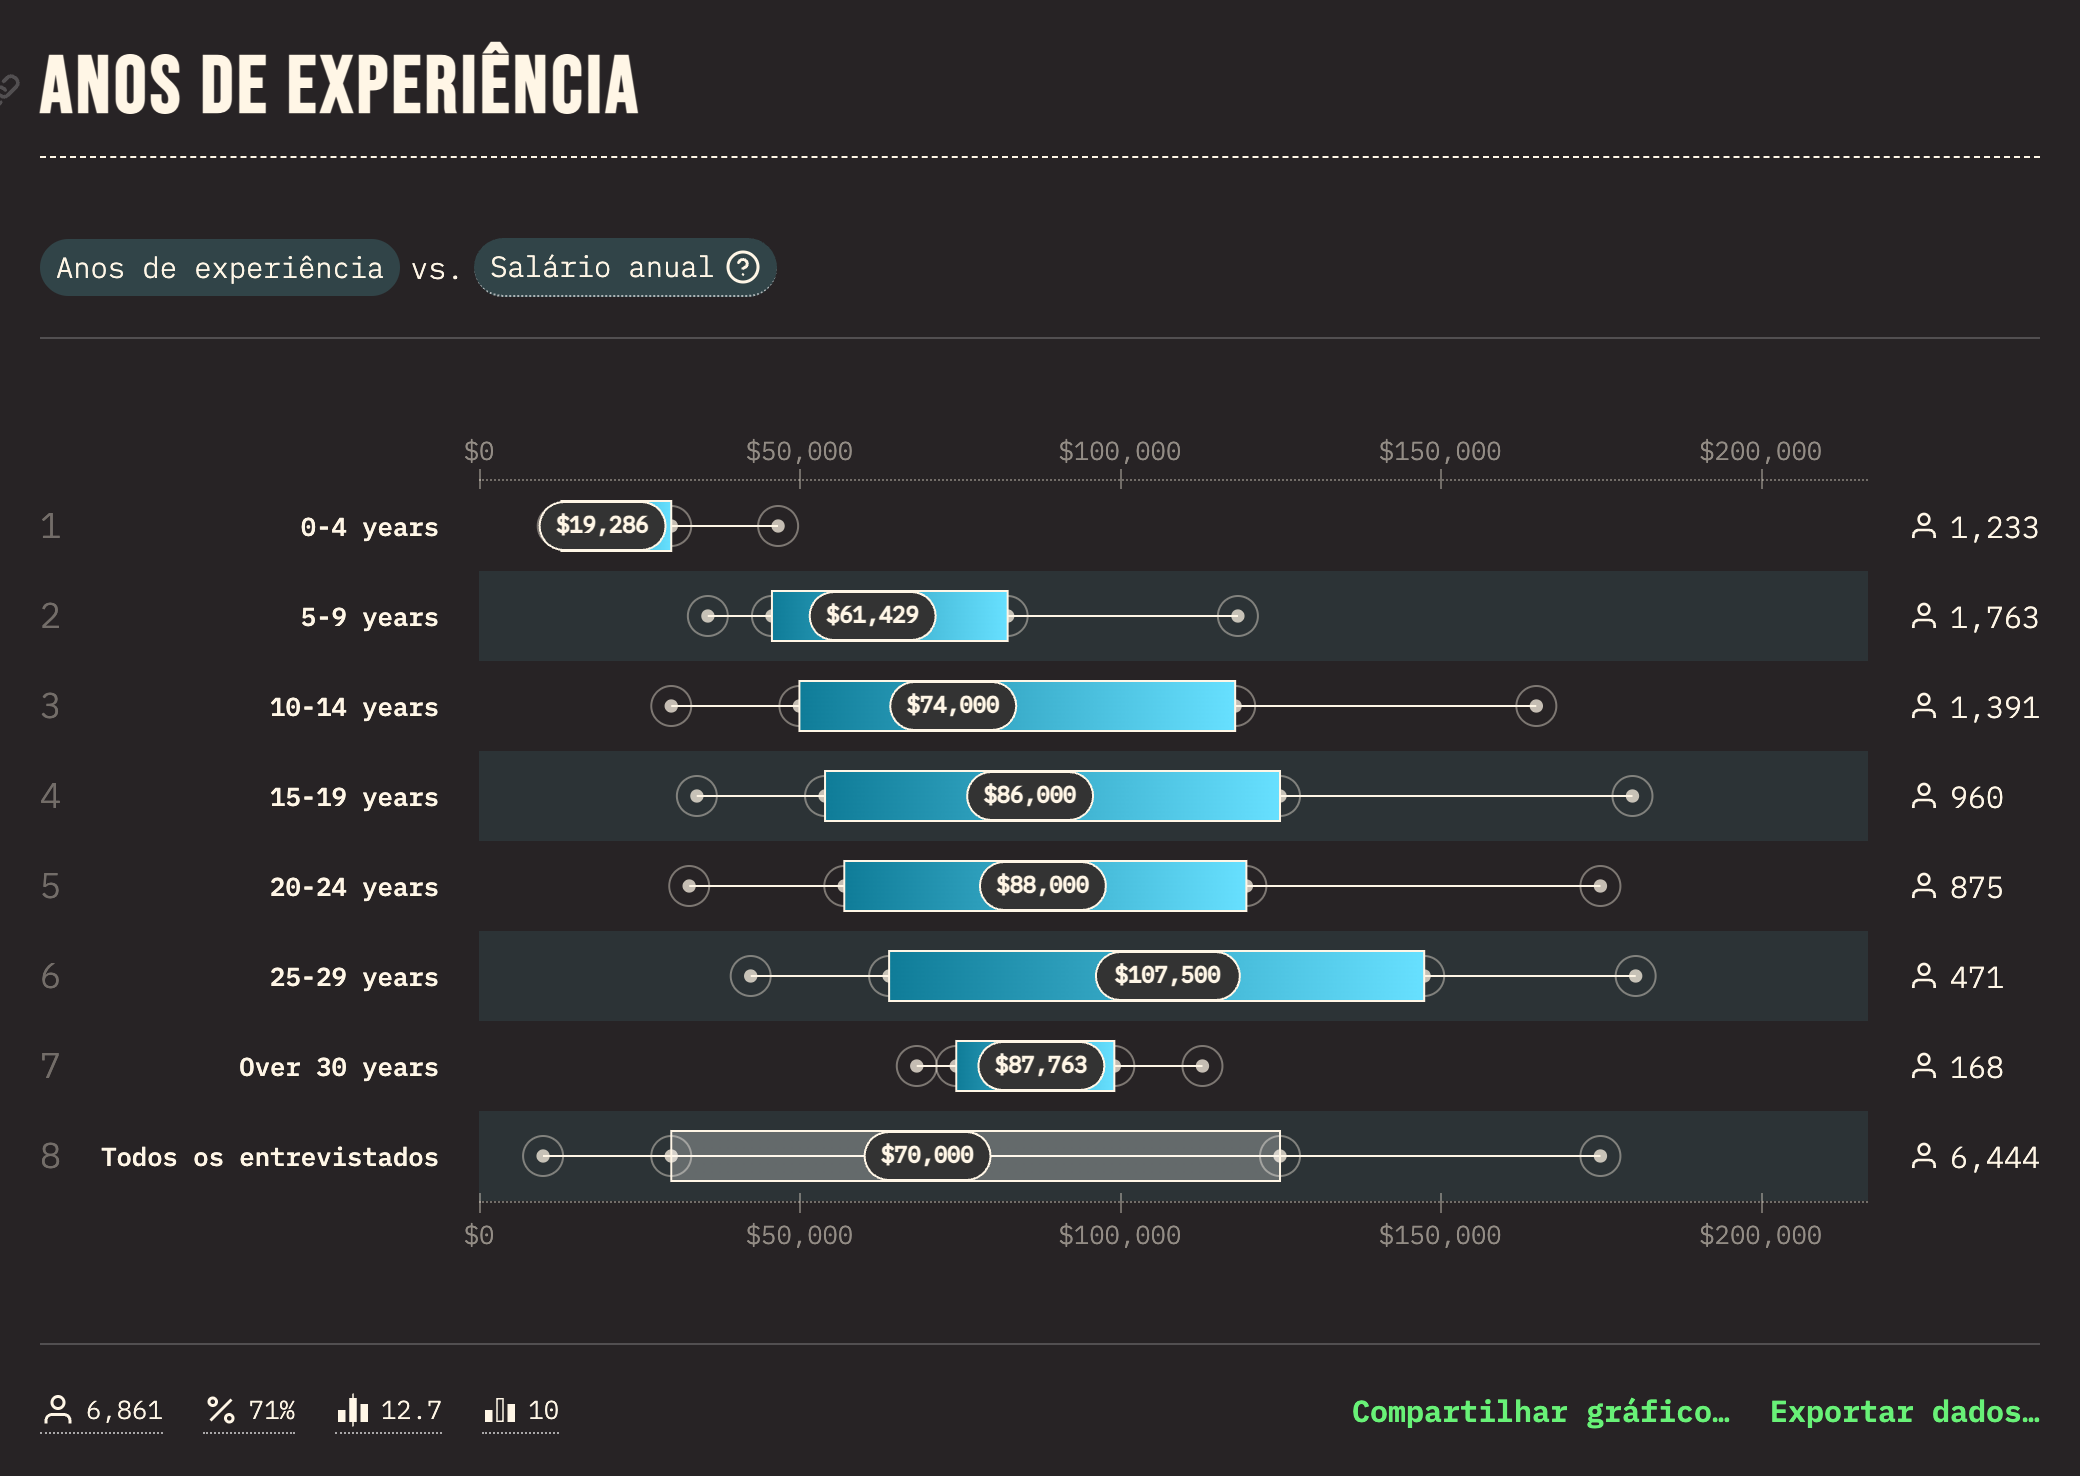 ANOS DE EXPERIÊNCIA
Anos de experiência vs. Salário anual ?
$0 $50,000 $100,000 $150,000 $200,000
1 0-4 years $19,286 1,233
2 5-9 years $61,429 1,763
3 10-14 years $74,000 1,391
4 15-19 years $86,000 960
5 20-24 years $88,000 875
6 25-29 years $107,500 471
7 Over 30 years $87,763 168
8 Todos os entrevistados $70,000 6,444
$0 $50,000 $100,000 $150,000 $200,000
6,861 % 71% 12.7 10 Compartilhar gráfico… Exportar dados…